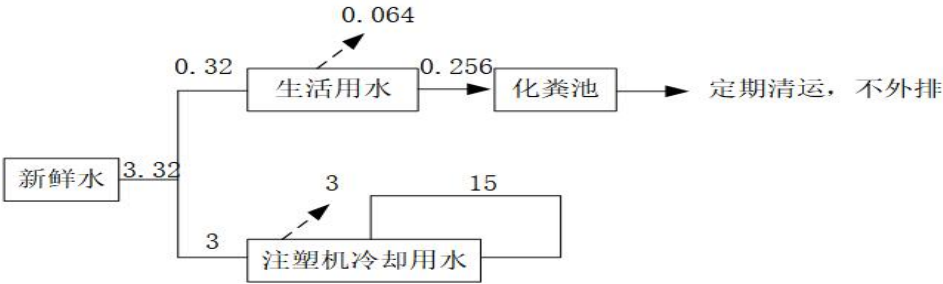 0.064
0.32
生活用水
0.256
化粪池
定期清运，不外排
新鲜水
3.32
3
15
3
注塑机冷却用水